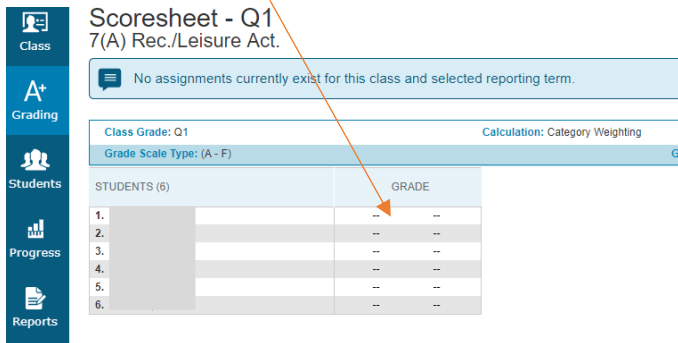 Class
A+
Grading
Students
Progress
Reports
Scoresheet - Q1
7(A) Rec./Leisure Act.
No assignments currently exist for this class and selected reporting term.
Class Grade: Q1 Calculation: Category Weighting
Grade Scale Type: (A - F) G
STUDENTS (6) GRADE
1. -- --
2. -- --
3. -- --
4. -- --
5. -- --
6. -- --